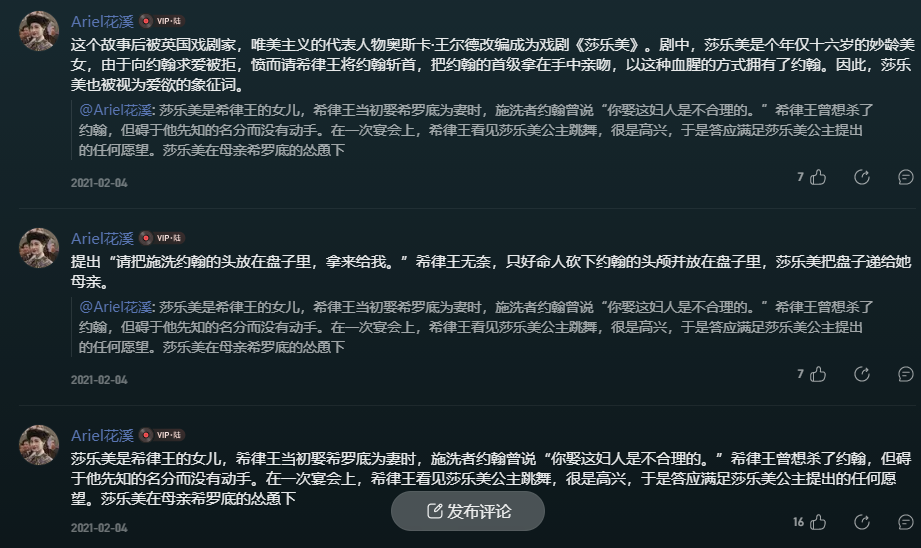 Ariel花溪 VIP·陆
这个故事后被英国戏剧家，唯美主义的代表人物奥斯卡·王尔德改编成为戏剧《莎乐美》。剧中，莎乐美是个年仅十六岁的妙龄美
女，由于向约翰求爱被拒，愤而请希律王将约翰斩首，把约翰的首级拿在手中亲吻，以这种血腥的方式拥有了约翰。因此，莎乐
美也被视为爱欲的象征词。
@Ariel花溪: 莎乐美是希律王的女儿，希律王当初娶希罗底为妻时，施洗者约翰曾说“你娶这妇人是不合理的。”希律王曾想杀了
约翰，但碍于他先知的名分而没有动手。在一次宴会上，希律王看见莎乐美公主跳舞，很是高兴，于是答应满足莎乐美公主提出
的任何愿望。莎乐美在母亲希罗底的怂恿下
2021-02-04 7
Ariel花溪 VIP·陆
提出“请把施洗约翰的头放在盘子里，拿来给我。”希律王无奈，只好命人砍下约翰的头颅并放在盘子里，莎乐美把盘子递给她
母亲。
@Ariel花溪: 莎乐美是希律王的女儿，希律王当初娶希罗底为妻时，施洗者约翰曾说“你娶这妇人是不合理的。”希律王曾想杀了
约翰，但碍于他先知的名分而没有动手。在一次宴会上，希律王看见莎乐美公主跳舞，很是高兴，于是答应满足莎乐美公主提出
的任何愿望。莎乐美在母亲希罗底的怂恿下
2021-02-04 7
Ariel花溪 VIP·陆
莎乐美是希律王的女儿，希律王当初娶希罗底为妻时，施洗者约翰曾说“你娶这妇人是不合理的。”希律王曾想杀了约翰，但碍
于他先知的名分而没有动手。在一次宴会上，希律王看见莎乐美公主跳舞，很是高兴，于是答应满足莎乐美公主提出的任何愿
望。莎乐美在母亲希罗底的怂恿下
发布评论
2021-02-04 16